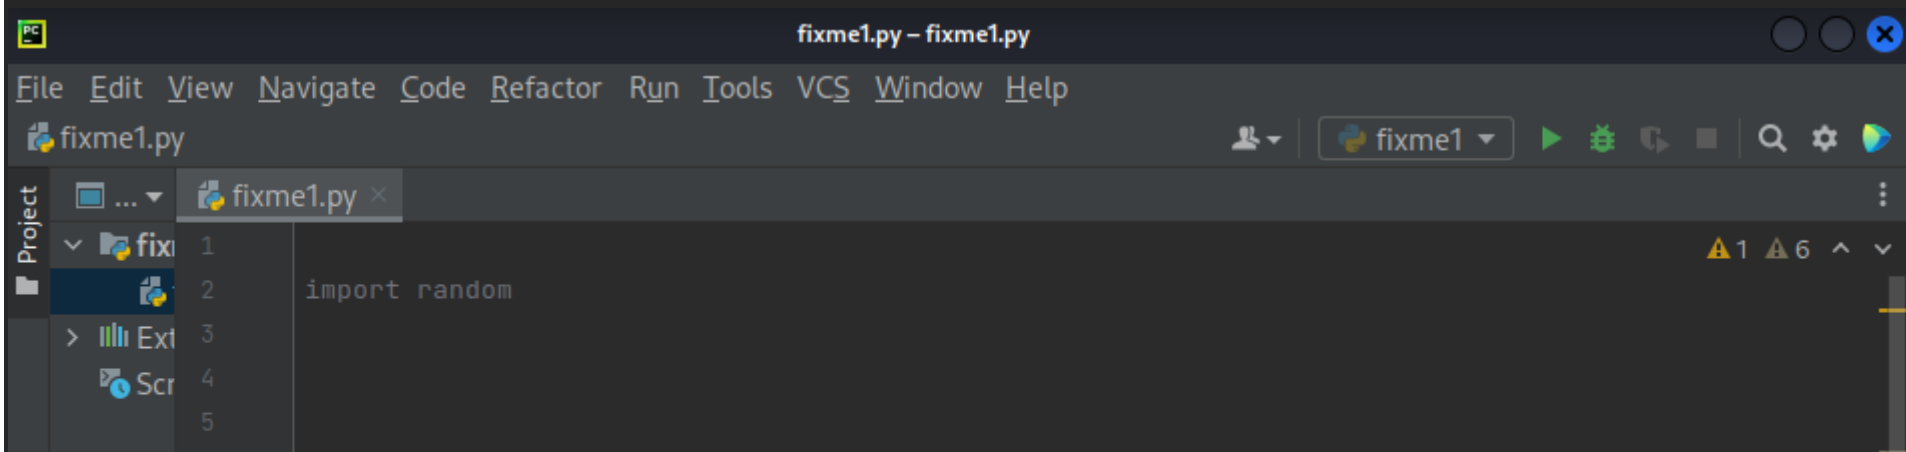 PC
fixme1.py – fixme1.py
File Edit View Navigate Code Refactor Run Tools VCS Window Help
fixme1.py
fixme1
Project
...
fixme1.py
1 6
fix
1
2 import random
Ext
3
Scr
4
5